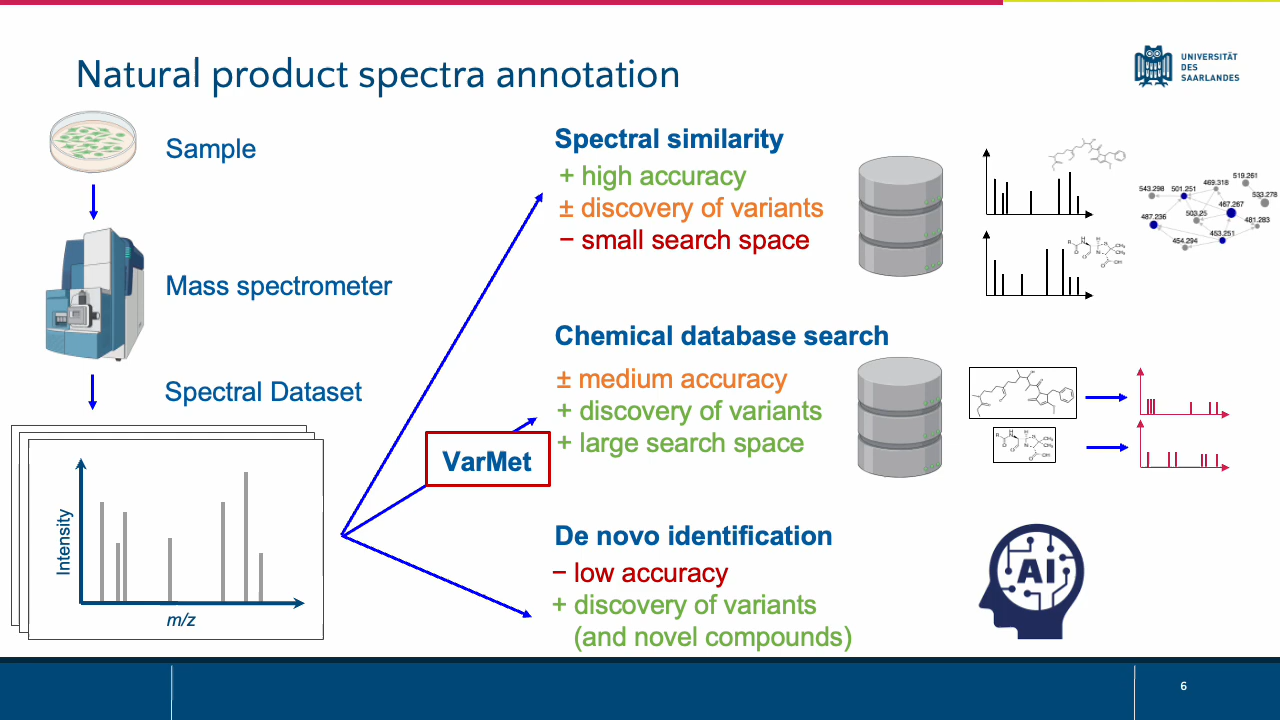 Natural product spectra annotation
UNIVERSITÄT
DES
SAARLANDES
Sample
Mass spectrometer
Spectral Dataset
Intensity
m/z
VarMet
Spectral similarity
+ high accuracy
± discovery of variants
− small search space
543.298
501.251
469.318
519.261
533.278
467.267
487.236
503.25
481.283
454.294
453.251
Chemical database search
± medium accuracy
+ discovery of variants
+ large search space
De novo identification
− low accuracy
+ discovery of variants
(and novel compounds)
AI
6